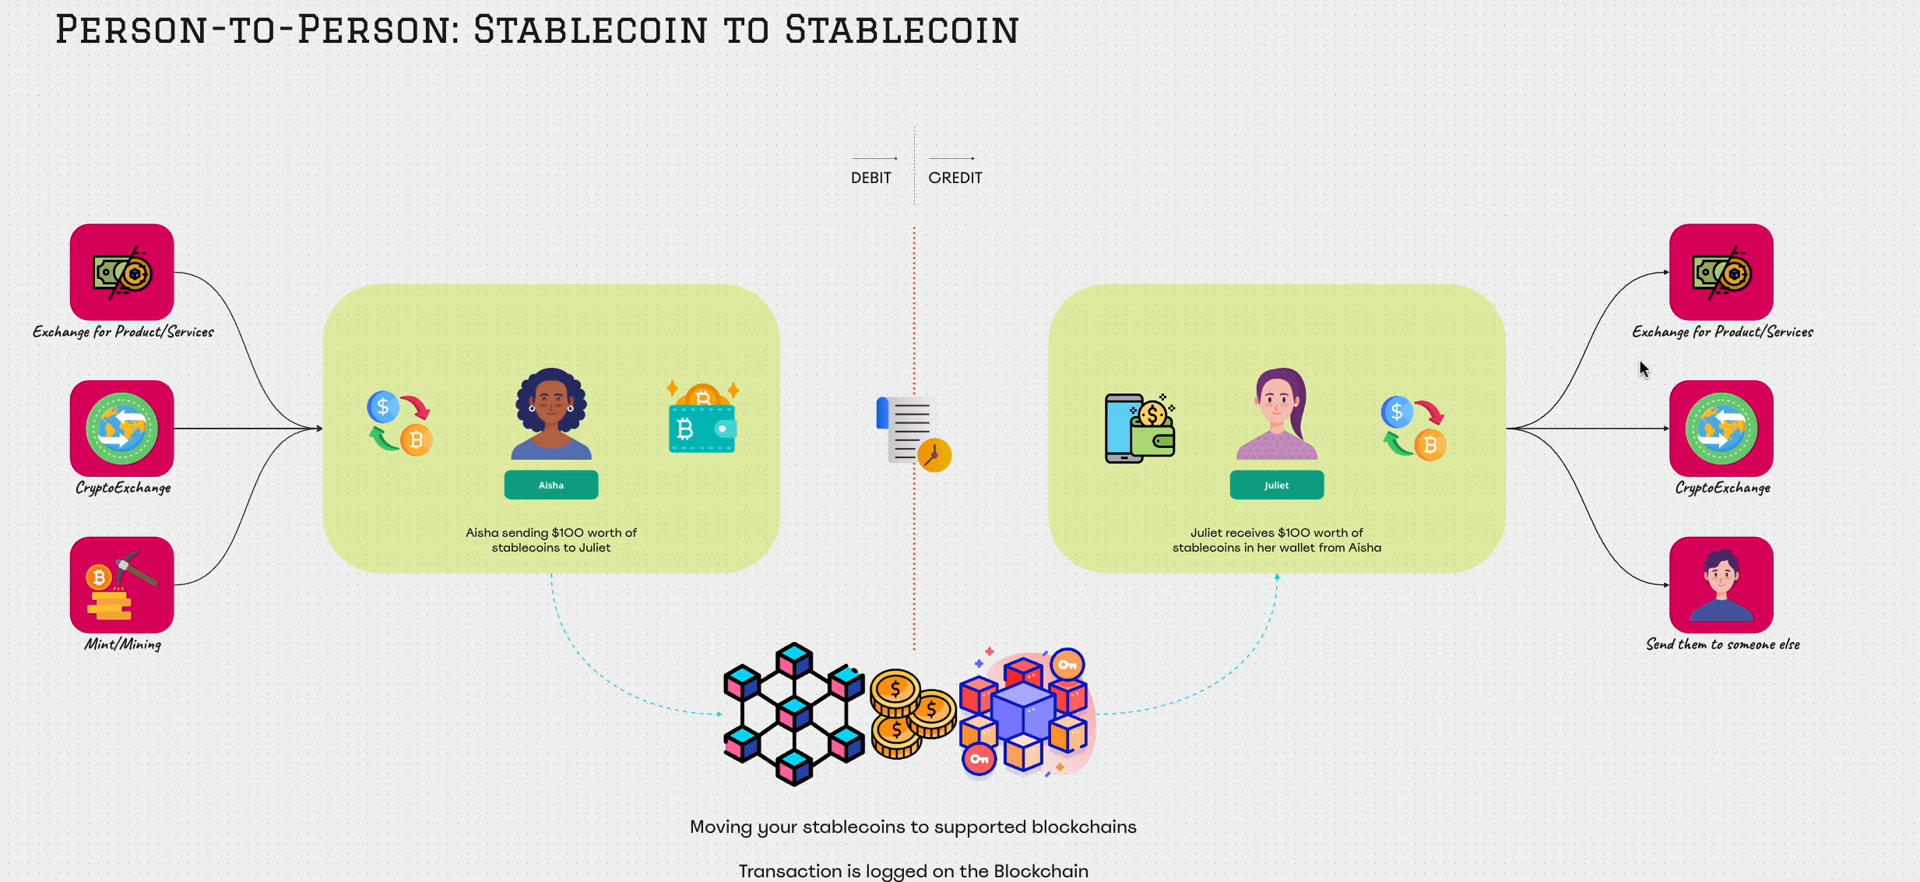 Person-to-Person: Stablecoin to Stablecoin
DEBIT
CREDIT
Exchange for Product/Services
CryptoExchange
Mint/Mining
Aisha
Aisha sending $100 worth of
stablecoins to Juliet
Juliet
Juliet receives $100 worth of
stablecoins in her wallet from Aisha
Exchange for Product/Services
CryptoExchange
Send them to someone else
Moving your stablecoins to supported blockchains
Transaction is logged on the Blockchain